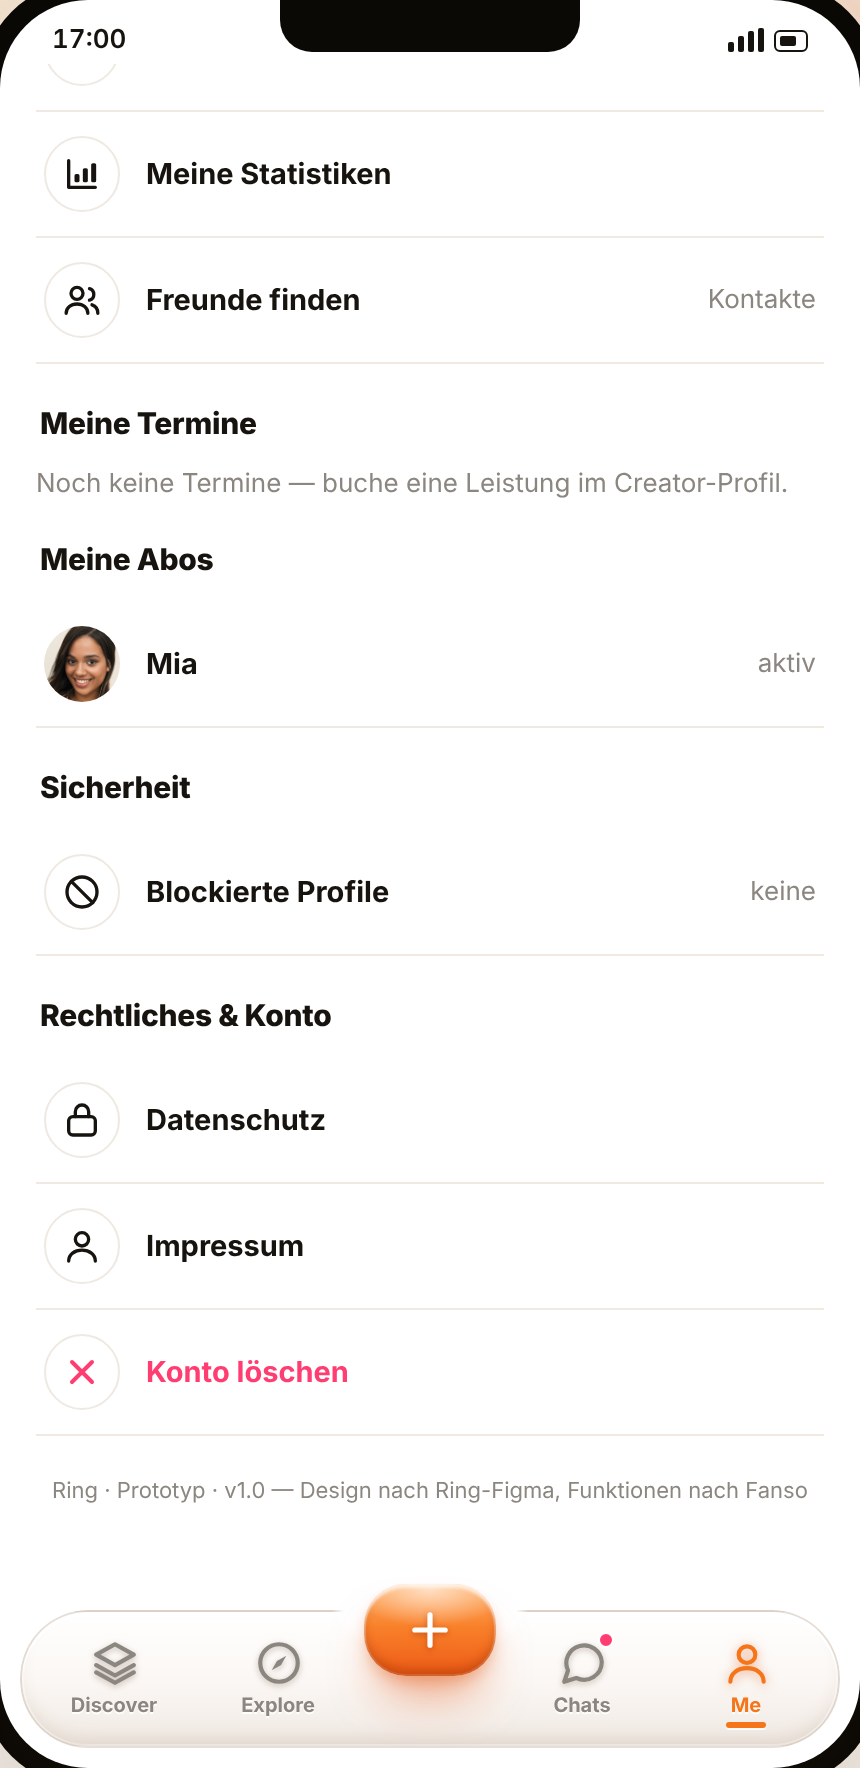 17:00
Meine Statistiken
Freunde finden
Kontakte
Meine Termine
Noch keine Termine — buche eine Leistung im Creator-Profil.
Meine Abos
Mia
aktiv
Sicherheit
Blockierte Profile
keine
Rechtliches & Konto
Datenschutz
Impressum
Konto löschen
Ring · Prototyp · v1.0 — Design nach Ring-Figma, Funktionen nach Fanso
Discover
Explore
Chats
Me